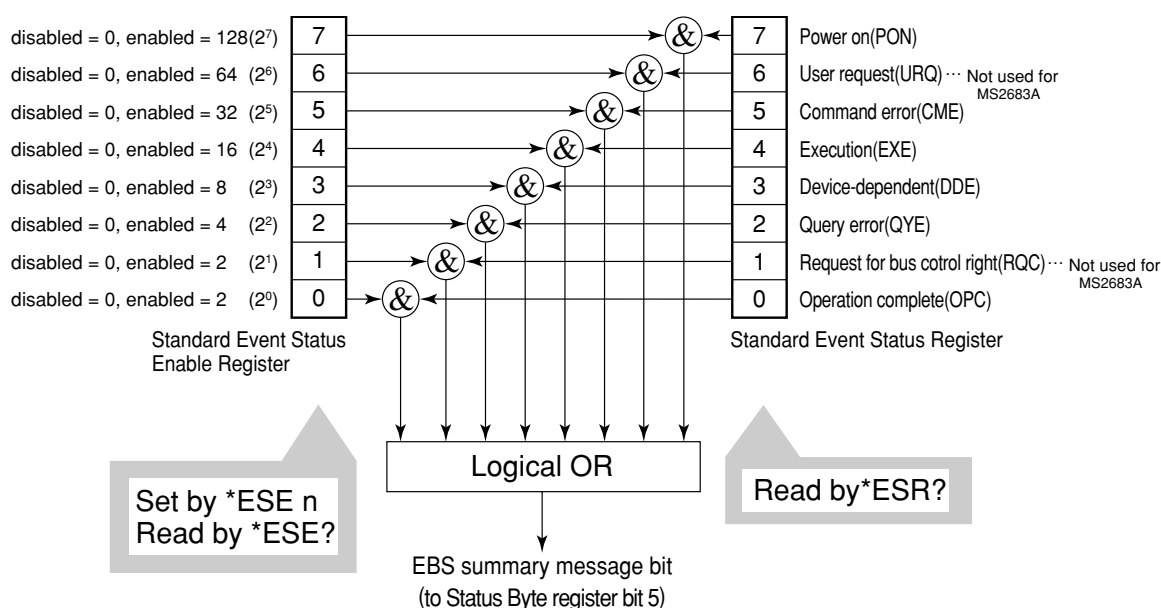 disabled = 0, enabled = 128(2⁷) 7 & 7 Power on(PON)
disabled = 0, enabled = 64 (2⁶) 6 & 6 User request(URQ) ··· Not used for MS2683A
disabled = 0, enabled = 32 (2⁵) 5 & 5 Command error(CME)
disabled = 0, enabled = 16 (2⁴) 4 & 4 Execution(EXE)
disabled = 0, enabled = 8 (2³) 3 & 3 Device-dependent(DDE)
disabled = 0, enabled = 4 (2²) 2 & 2 Query error(QYE)
disabled = 0, enabled = 2 (2¹) 1 & 1 Request for bus cotrol right(RQC) ··· Not used for MS2683A
disabled = 0, enabled = 2 (2⁰) 0 & 0 Operation complete(OPC)
Standard Event Status
Enable Register
Standard Event Status Register
Logical OR
Set by *ESE n
Read by *ESE?
Read by*ESR?
EBS summary message bit
(to Status Byte register bit 5)